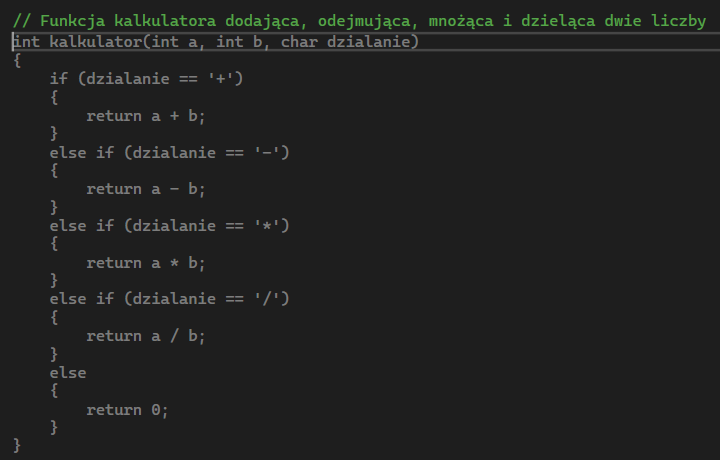 // Funkcja kalkulatora dodająca, odejmująca, mnożąca i dzieląca dwie liczby
int kalkulator(int a, int b, char dzialanie)
{
    if (dzialanie == '+')
    {
        return a + b;
    }
    else if (dzialanie == '-')
    {
        return a - b;
    }
    else if (dzialanie == '*')
    {
        return a * b;
    }
    else if (dzialanie == '/')
    {
        return a / b;
    }
    else
    {
        return 0;
    }
}